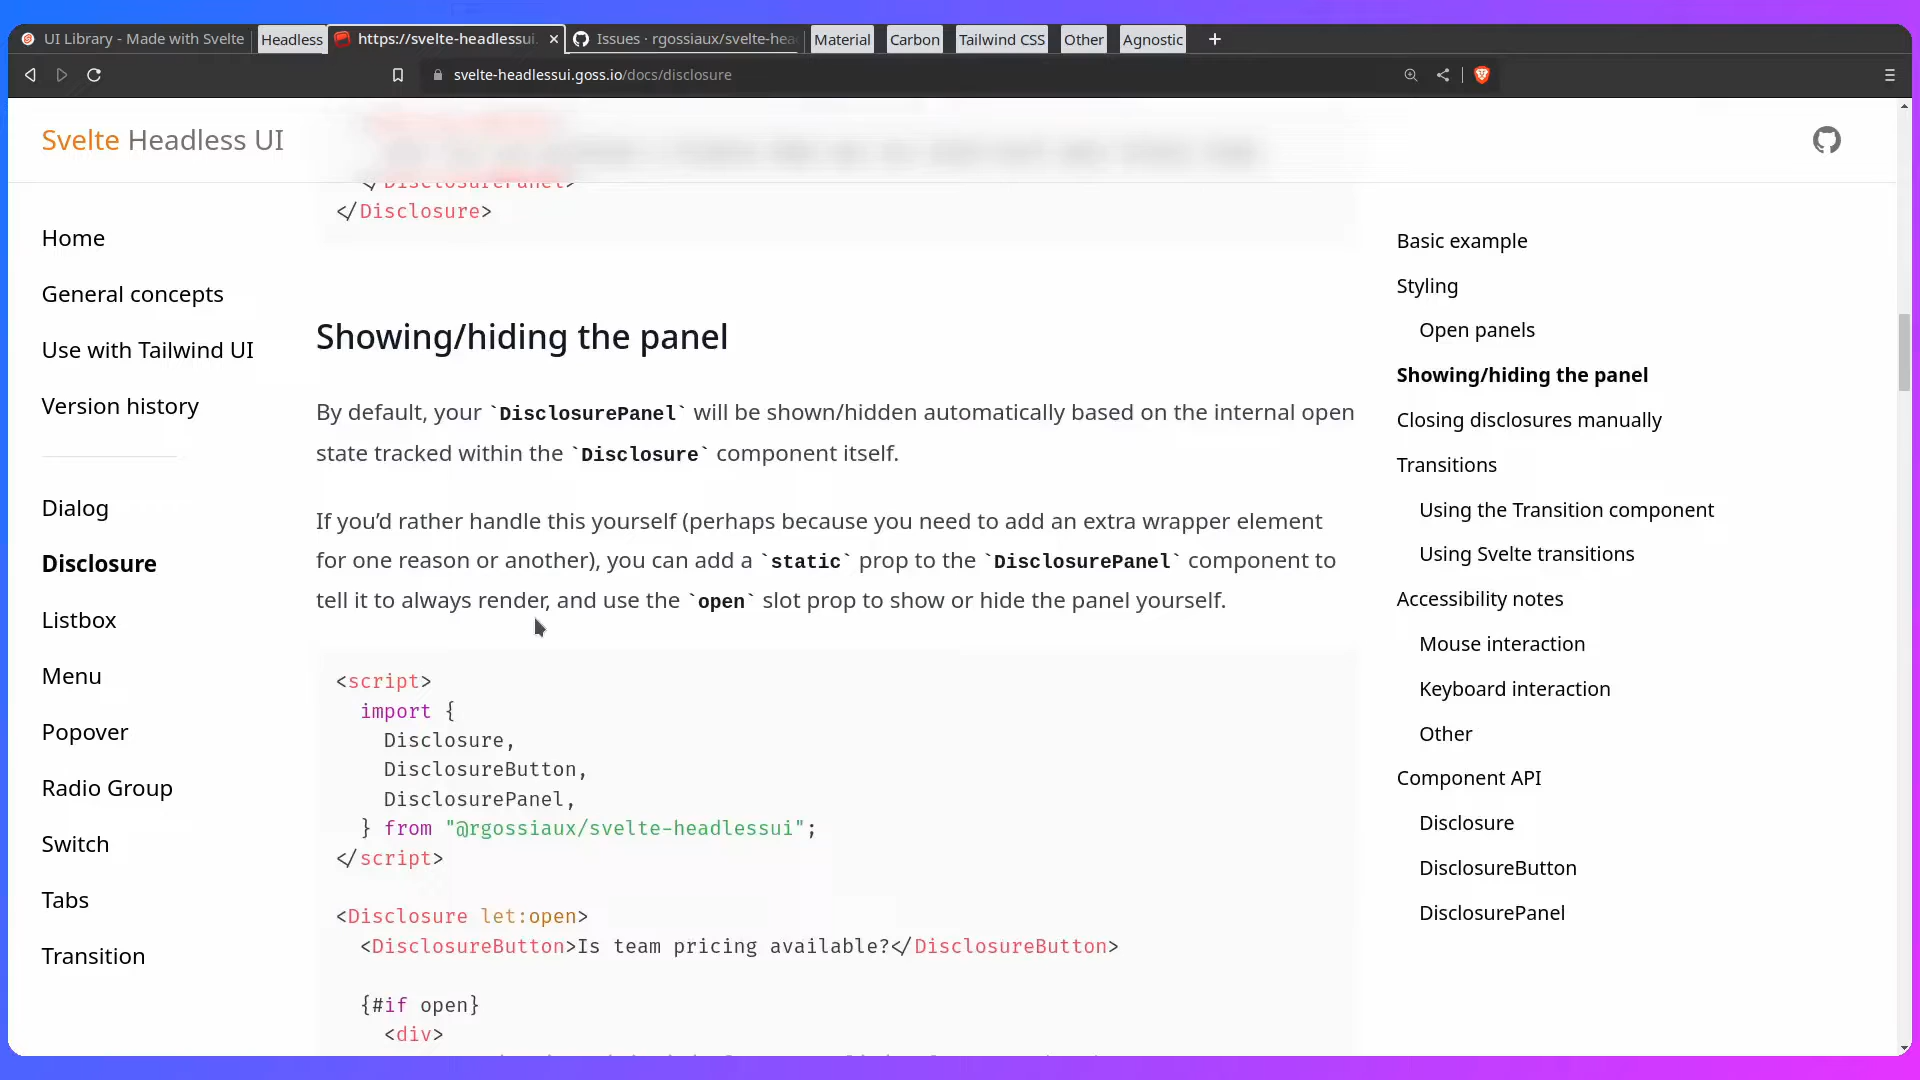 UI Library - Made with Svelte
Headless
https://svelte-headlessui.
Issues · rgossiaux/svelte-hea
Material
Carbon
Tailwind CSS
Other
Agnostic
svelte-headlessui.goss.io/docs/disclosure
Svelte Headless UI
Home
General concepts
Use with Tailwind UI
Version history
Dialog
Disclosure
Listbox
Menu
Popover
Radio Group
Switch
Tabs
Transition
</DisclosurePanel>
</Disclosure>
Showing/hiding the panel
By default, your `DisclosurePanel` will be shown/hidden automatically based on the internal open
state tracked within the `Disclosure` component itself.
If you’d rather handle this yourself (perhaps because you need to add an extra wrapper element
for one reason or another), you can add a `static` prop to the `DisclosurePanel` component to
tell it to always render, and use the `open` slot prop to show or hide the panel yourself.
<script>
import {
Disclosure,
DisclosureButton,
DisclosurePanel,
} from "@rgossiaux/svelte-headlessui";
</script>
<Disclosure let:open>
<DisclosureButton>Is team pricing available?</DisclosureButton>
{#if open}
<div>
Basic example
Styling
Open panels
Showing/hiding the panel
Closing disclosures manually
Transitions
Using the Transition component
Using Svelte transitions
Accessibility notes
Mouse interaction
Keyboard interaction
Other
Component API
Disclosure
DisclosureButton
DisclosurePanel